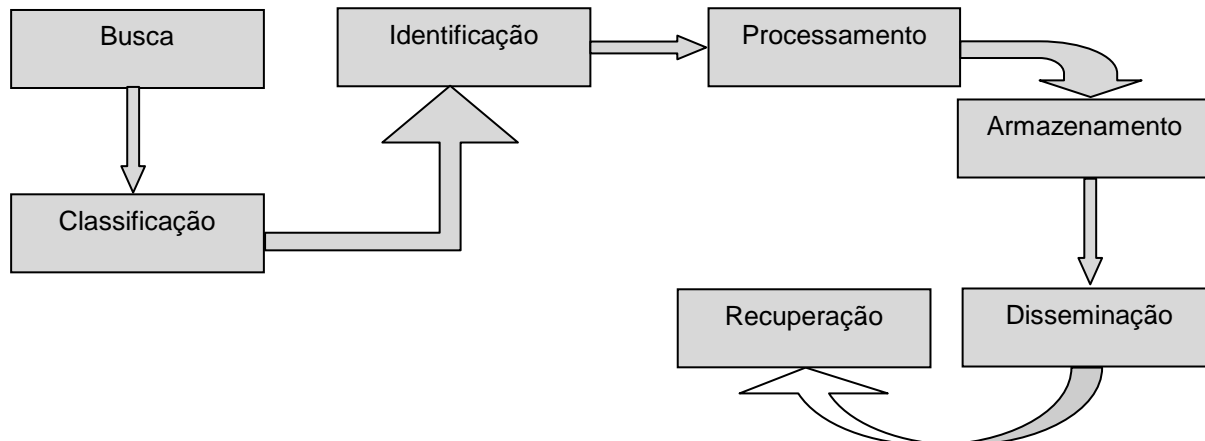 Busca
Classificação
Identificação
Processamento
Armazenamento
Disseminação
Recuperação